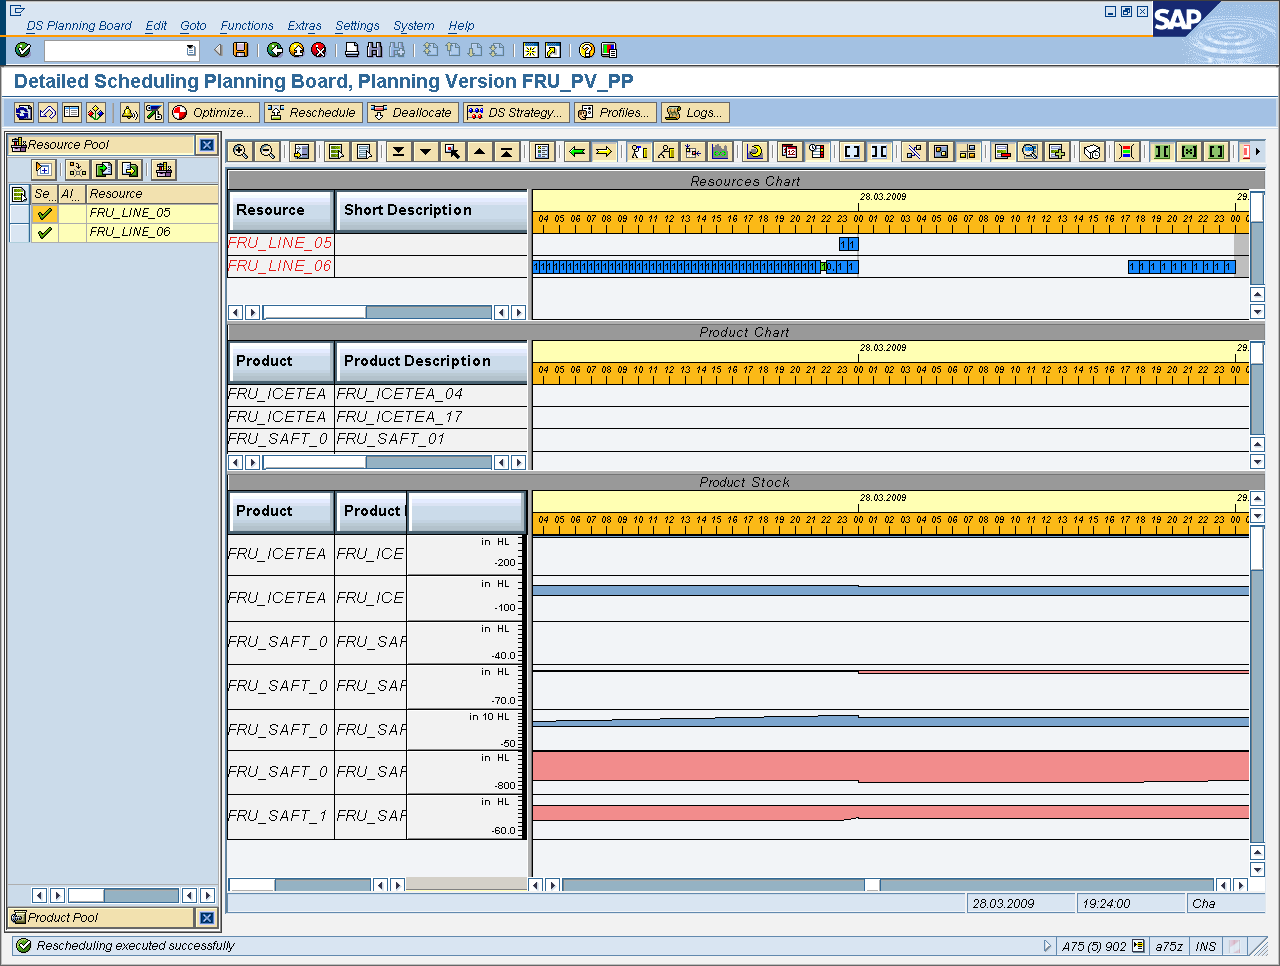 DS Planning Board Edit Goto Functions Extras Settings System Help
SAP
Detailed Scheduling Planning Board, Planning Version FRU_PV_PP
Optimize... Reschedule Deallocate DS Strategy... Profiles... Logs...
Resource Pool
Se... Al... Resource
FRU_LINE_05
FRU_LINE_06
Product Pool
Resources Chart
Resource Short Description
28.03.2009 29.
04 05 06 07 08 09 10 11 12 13 14 15 16 17 18 19 20 21 22 23 00 01 02 03 04 05 06 07 08 09 10 11 12 13 14 15 16 17 18 19 20 21 22 23 00
FRU_LINE_05
FRU_LINE_06
Product Chart
Product Product Description
28.03.2009 29.
04 05 06 07 08 09 10 11 12 13 14 15 16 17 18 19 20 21 22 23 00 01 02 03 04 05 06 07 08 09 10 11 12 13 14 15 16 17 18 19 20 21 22 23 00
FRU_ICETEA FRU_ICETEA_04
FRU_ICETEA FRU_ICETEA_17
FRU_SAFT_0 FRU_SAFT_01
Product Stock
Product Product
28.03.2009 29.
04 05 06 07 08 09 10 11 12 13 14 15 16 17 18 19 20 21 22 23 00 01 02 03 04 05 06 07 08 09 10 11 12 13 14 15 16 17 18 19 20 21 22 23 00
FRU_ICETEA FRU_ICE in HL -200
FRU_ICETEA FRU_ICE in HL -100
FRU_SAFT_0 FRU_SAF in HL -40.0
FRU_SAFT_0 FRU_SAF in HL -70.0
FRU_SAFT_0 FRU_SAF in 10 HL -50
FRU_SAFT_0 FRU_SAF in HL -800
FRU_SAFT_1 FRU_SAF in HL -60.0
28.03.2009 19:24:00 Cha
Rescheduling executed successfully
A75 (5) 902 a75z INS